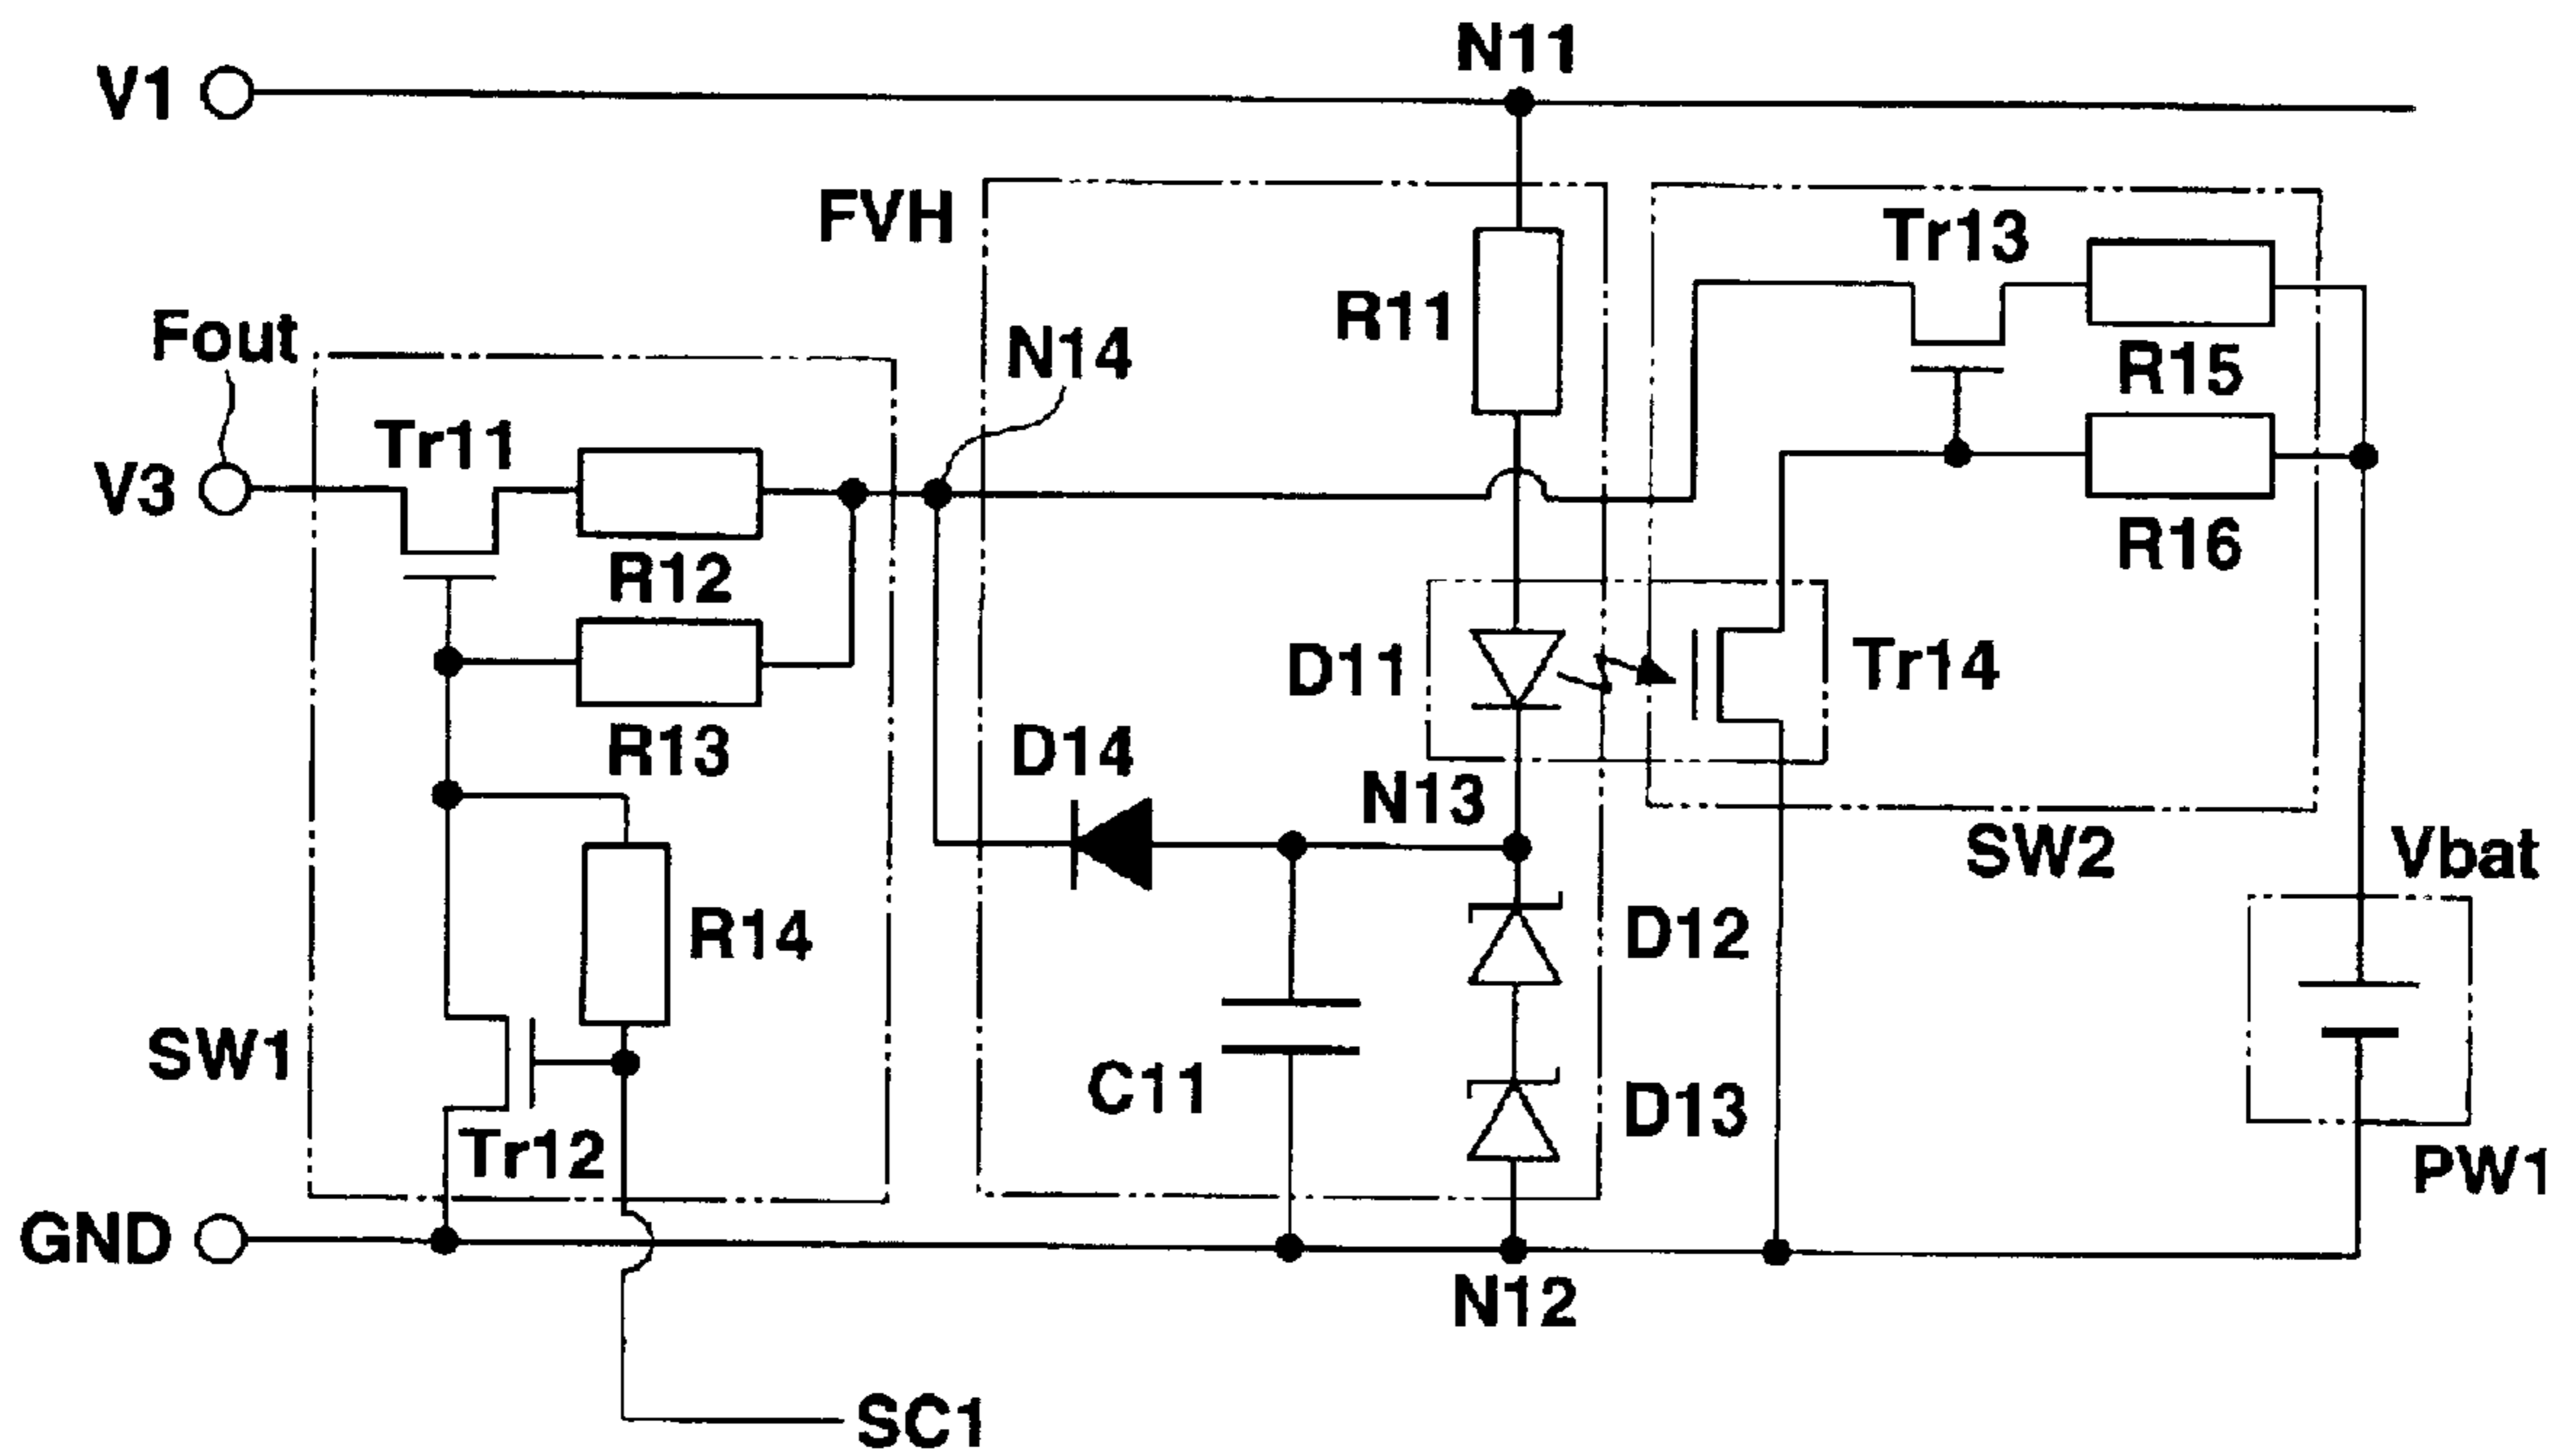 N11
V1
FVH
Tr13
R11
Fout
N14
R15
Tr11
V3
R12
R16
D11
Tr14
R13
D14
N13
SW2
Vbat
R14
D12
SW1
C11
D13
Tr12
PW1
GND
N12
SC1